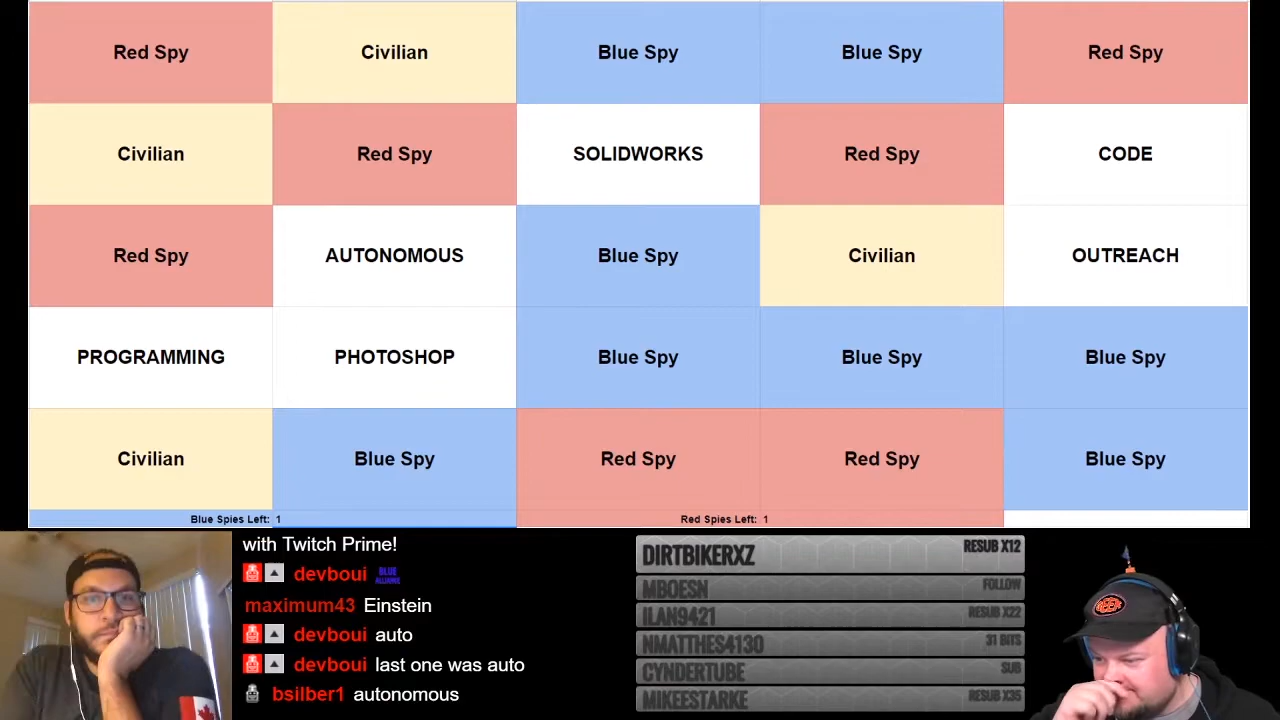 Red Spy Civilian Blue Spy Blue Spy Red Spy
Civilian Red Spy SOLIDWORKS Red Spy CODE
Red Spy AUTONOMOUS Blue Spy Civilian OUTREACH
PROGRAMMING PHOTOSHOP Blue Spy Blue Spy Blue Spy
Civilian Blue Spy Red Spy Red Spy Blue Spy
Blue Spies Left: 1 Red Spies Left: 1
with Twitch Prime!
devboui BLUE ALLIANCE
maximum43 Einstein
devboui auto
devboui last one was auto
bsilber1 autonomous
DIRTBIKERXZ RESUB X12
MBOESN FOLLOW
ILAN9421 RESUB X22
NMATTHES4130 31 BITS
CYNDERTUBE SUB
MIKEESTARKE RESUB X35